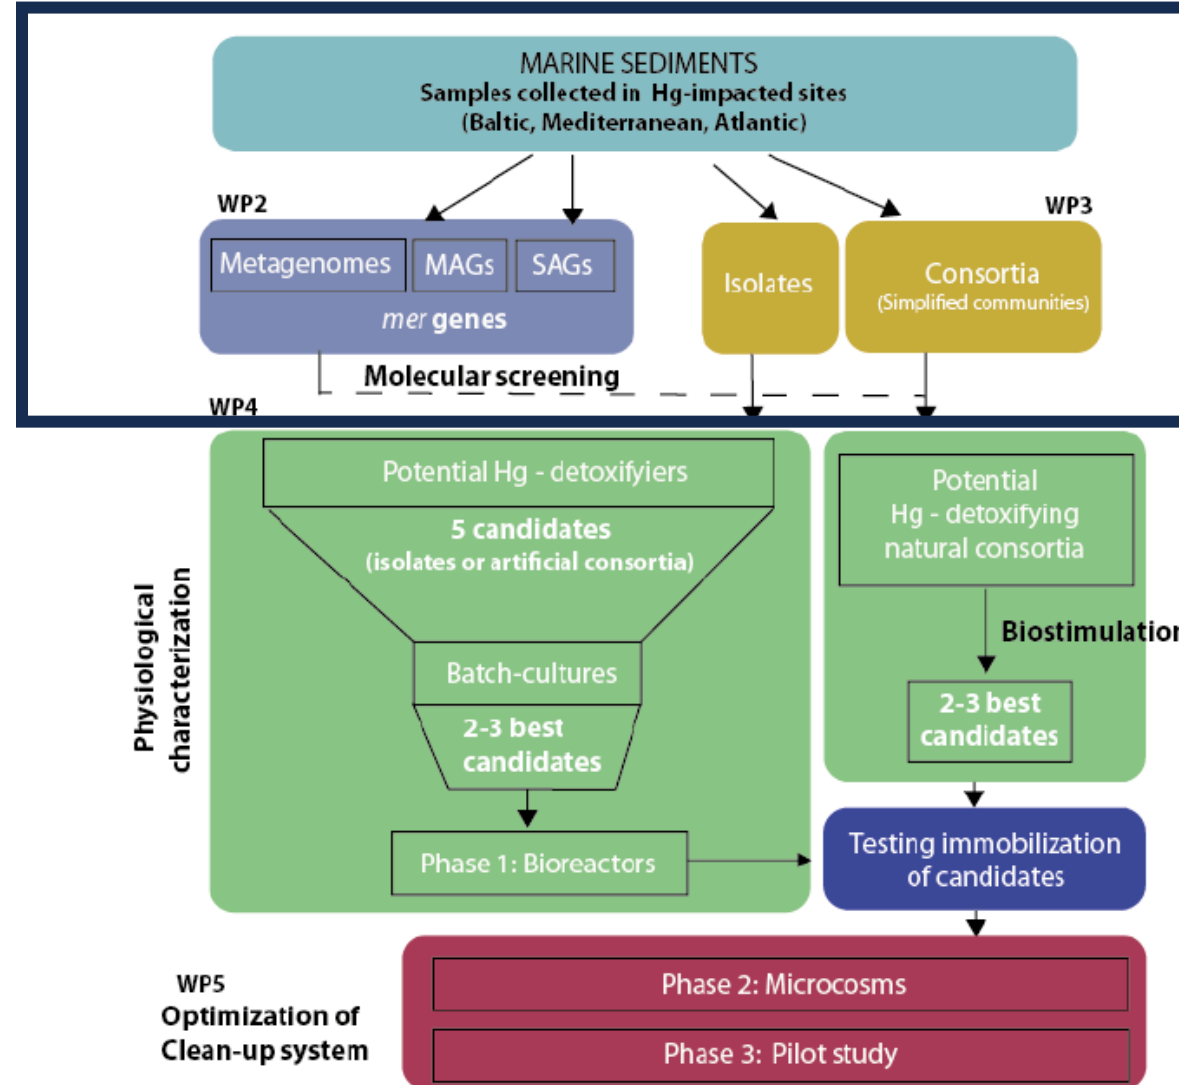 MARINE SEDIMENTS
Samples collected in Hg-impacted sites
(Baltic, Mediterranean, Atlantic)
WP2
WP3
Metagenomes
MAGs
SAGs
mer genes
Isolates
Consortia
(Simplified communities)
Molecular screening
WP4
Potential Hg - detoxifyiers
5 candidates
(isolates or artificial consortia)
Batch-cultures
2-3 best
candidates
Phase 1: Bioreactors
Physiological
characterization
Potential
Hg - detoxifying
natural consortia
Biostimulation
2-3 best
candidates
Testing immobilization
of candidates
WP5
Optimization of
Clean-up system
Phase 2: Microcosms
Phase 3: Pilot study